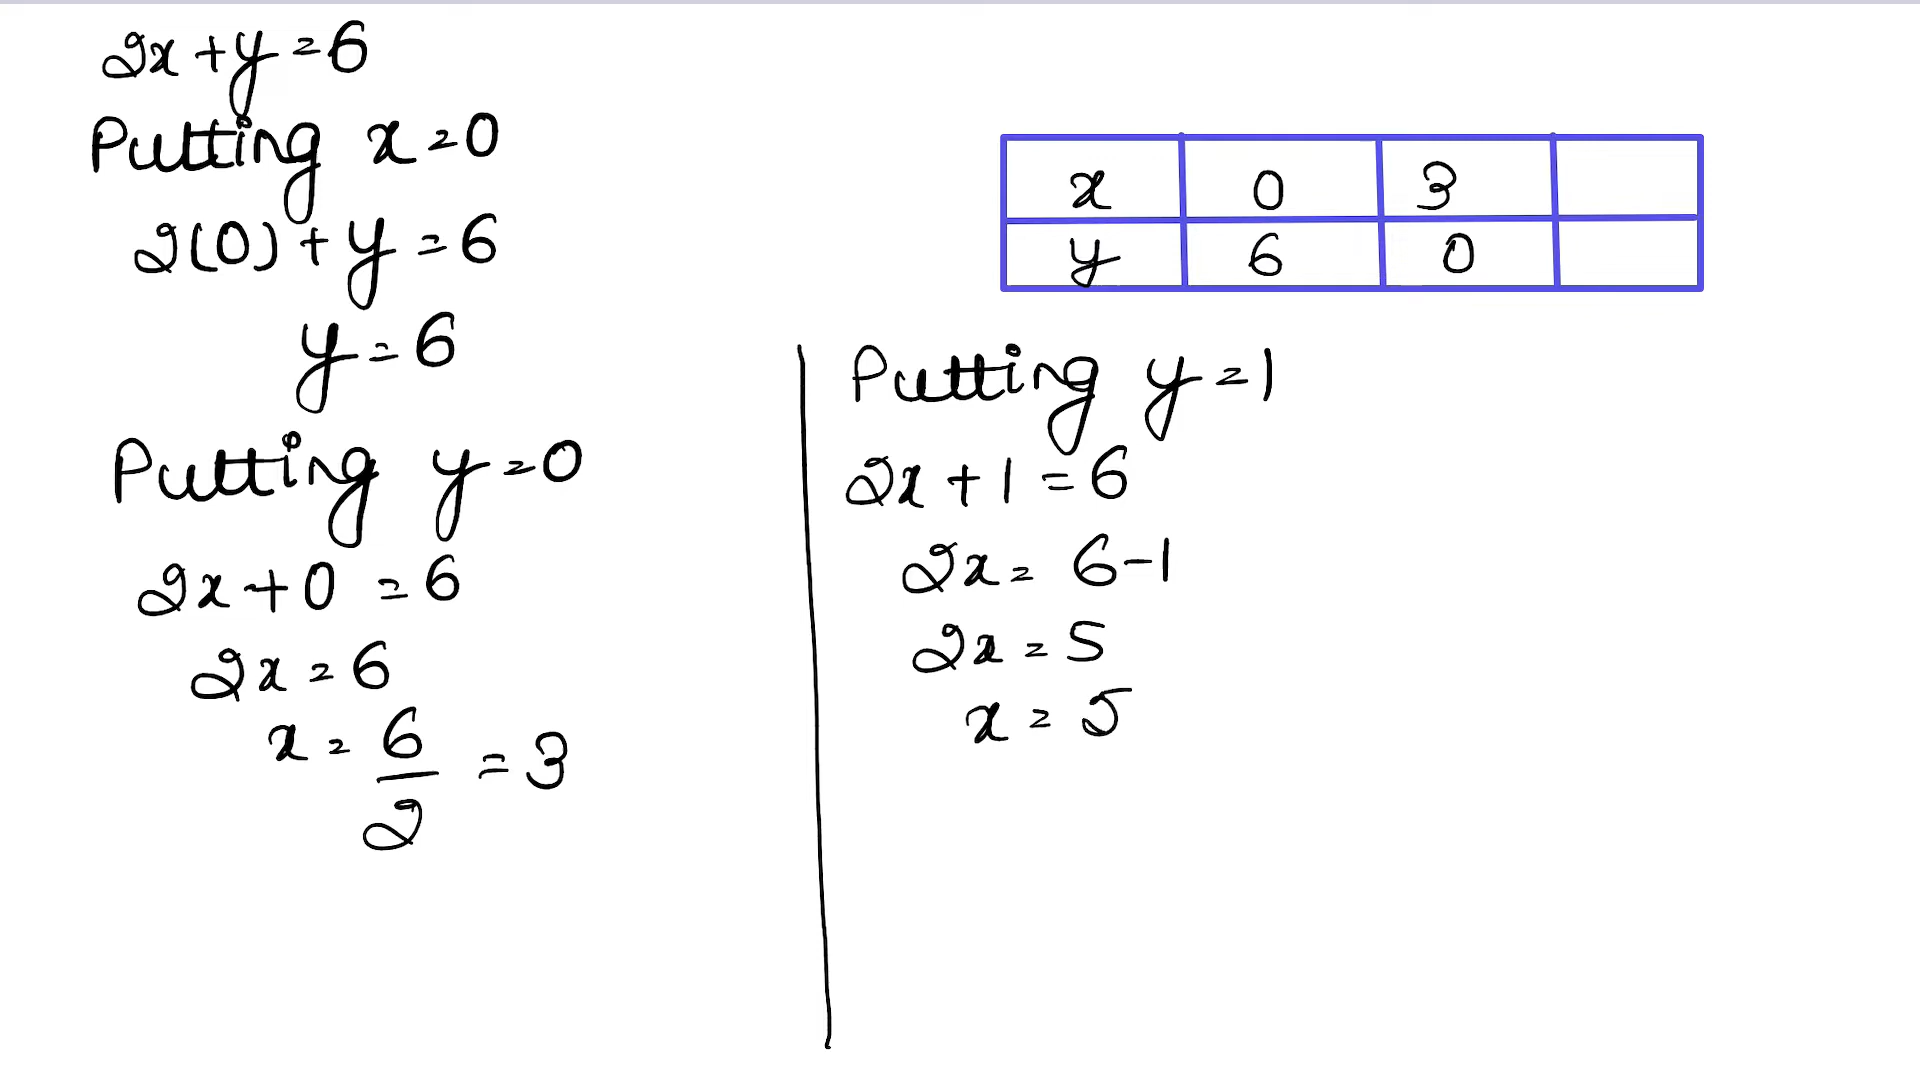 2x + y = 6
Putting x = 0
2(0) + y = 6
y = 6
Putting y = 0
2x + 0 = 6
2x = 6
x = 6/2 = 3
x 0 3
y 6 0
Putting y = 1
2x + 1 = 6
2x = 6 - 1
2x = 5
x = 5